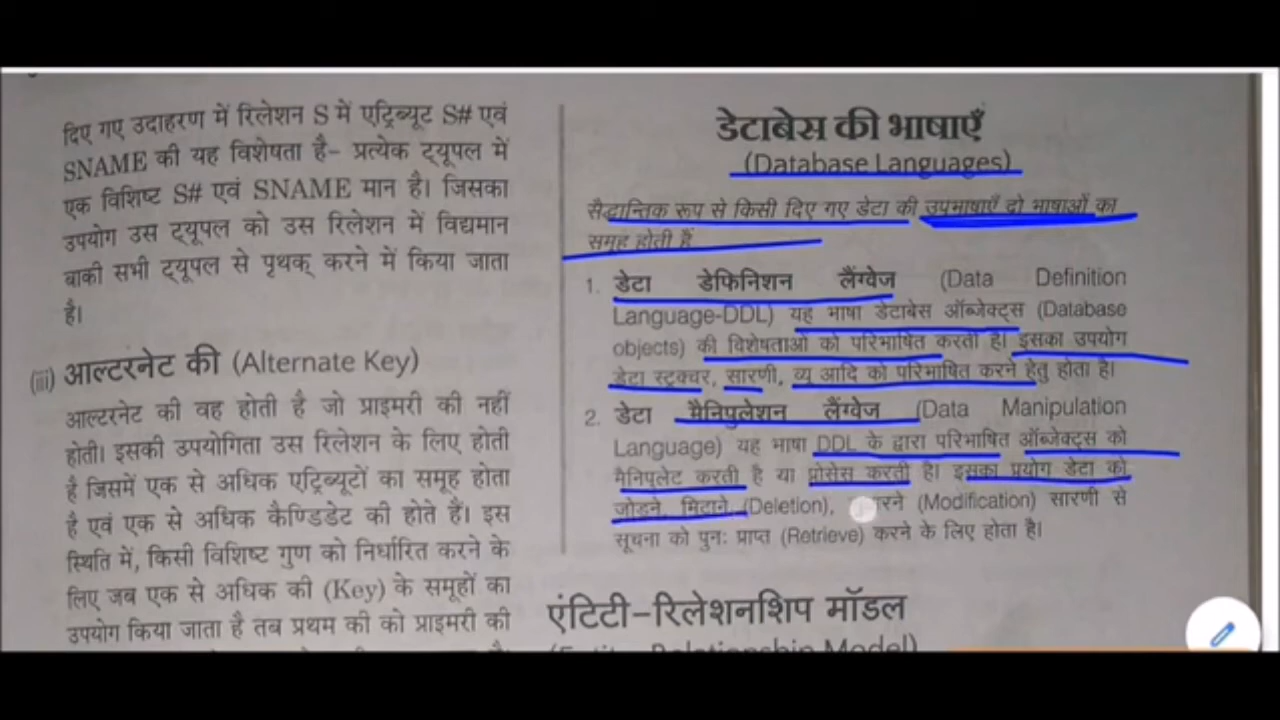 दिए गए उदाहरण में रिलेशन S में एट्रिब्यूट S# एवं
SNAME की यह विशेषता है- प्रत्येक ट्यूपल में
एक विशिष्ट S# एवं SNAME मान है। जिसका
उपयोग उस ट्यूपल को उस रिलेशन में विद्यमान
बाकी सभी ट्यूपल से पृथक् करने में किया जाता
है।
(iii) आल्टरनेट की (Alternate Key)
आल्टरनेट की वह होती है जो प्राइमरी की नहीं
होती। इसकी उपयोगिता उस रिलेशन के लिए होती
है जिसमें एक से अधिक एट्रिब्यूटों का समूह होता
है एवं एक से अधिक कैण्डिडेट की होते हैं। इस
स्थिति में, किसी विशिष्ट गुण को निर्धारित करने के
लिए जब एक से अधिक की (Key) के समूहों का
उपयोग किया जाता है तब प्रथम की को प्राइमरी की
डेटाबेस की भाषाएँ
(Database Languages)
सैद्धान्तिक रूप से किसी दिए गए डेटा की उपभाषाएँ दो भाषाओं का
समूह होती हैं
1. डेटा डेफिनिशन लैंग्वेज (Data Definition
Language-DDL) यह भाषा डेटाबेस ऑब्जेक्ट्स (Database
objects) की विशेषताओं को परिभाषित करती है। इसका उपयोग
डेटा स्ट्रक्चर, सारणी, व्यू आदि को परिभाषित करने हेतु होता है।
2. डेटा मैनिपुलेशन लैंग्वेज (Data Manipulation
Language) यह भाषा DDL के द्वारा परिभाषित ऑब्जेक्ट्स को
मैनिपुलेट करती है या प्रोसेस करती है। इसका प्रयोग डेटा को
जोड़ने, मिटाने (Deletion), रने (Modification) सारणी से
सूचना को पुनः प्राप्त (Retrieve) करने के लिए होता है।
एंटिटी-रिलेशनशिप मॉडल
(Entity Relationship Model)